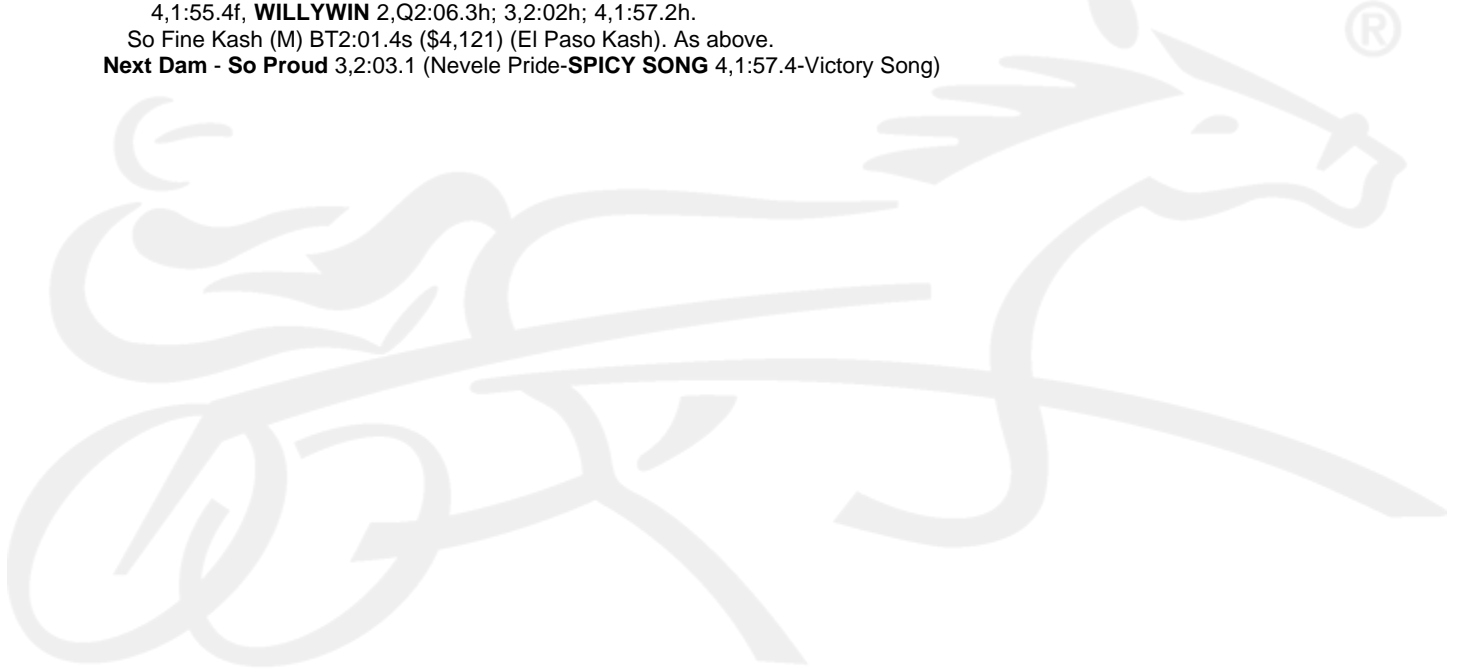 4,1:55.4f, WILLYWIN 2,Q2:06.3h; 3,2:02h; 4,1:57.2h.
So Fine Kash (M) BT2:01.4s ($4,121) (El Paso Kash). As above.
Next Dam - So Proud 3,2:03.1 (Nevele Pride-SPICY SONG 4,1:57.4-Victory Song)
®